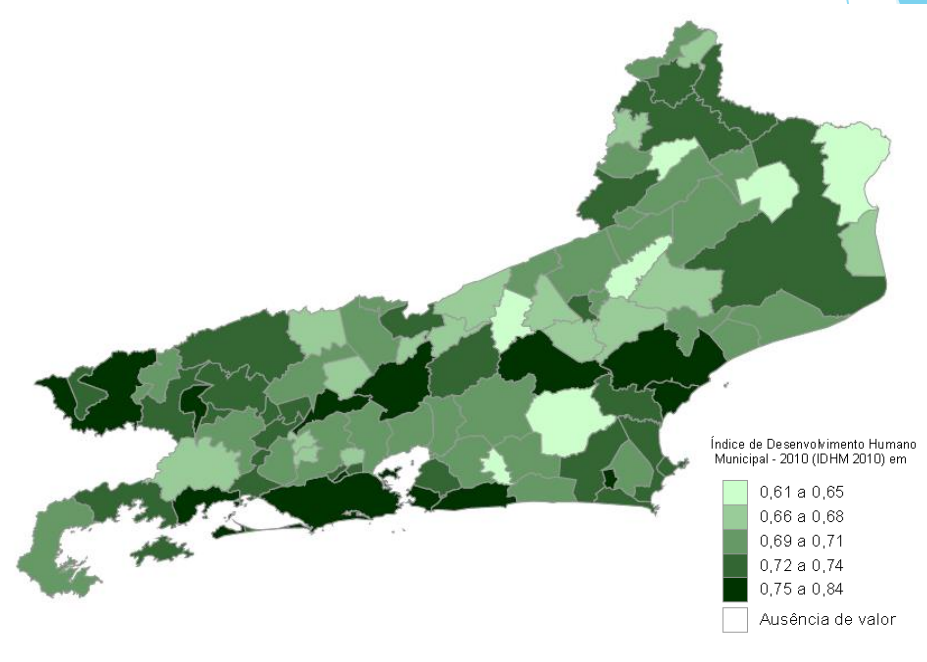 Índice de Desenvolvimento Humano
Municipal - 2010 (IDHM 2010) em
0,61 a 0,65
0,66 a 0,68
0,69 a 0,71
0,72 a 0,74
0,75 a 0,84
Ausência de valor